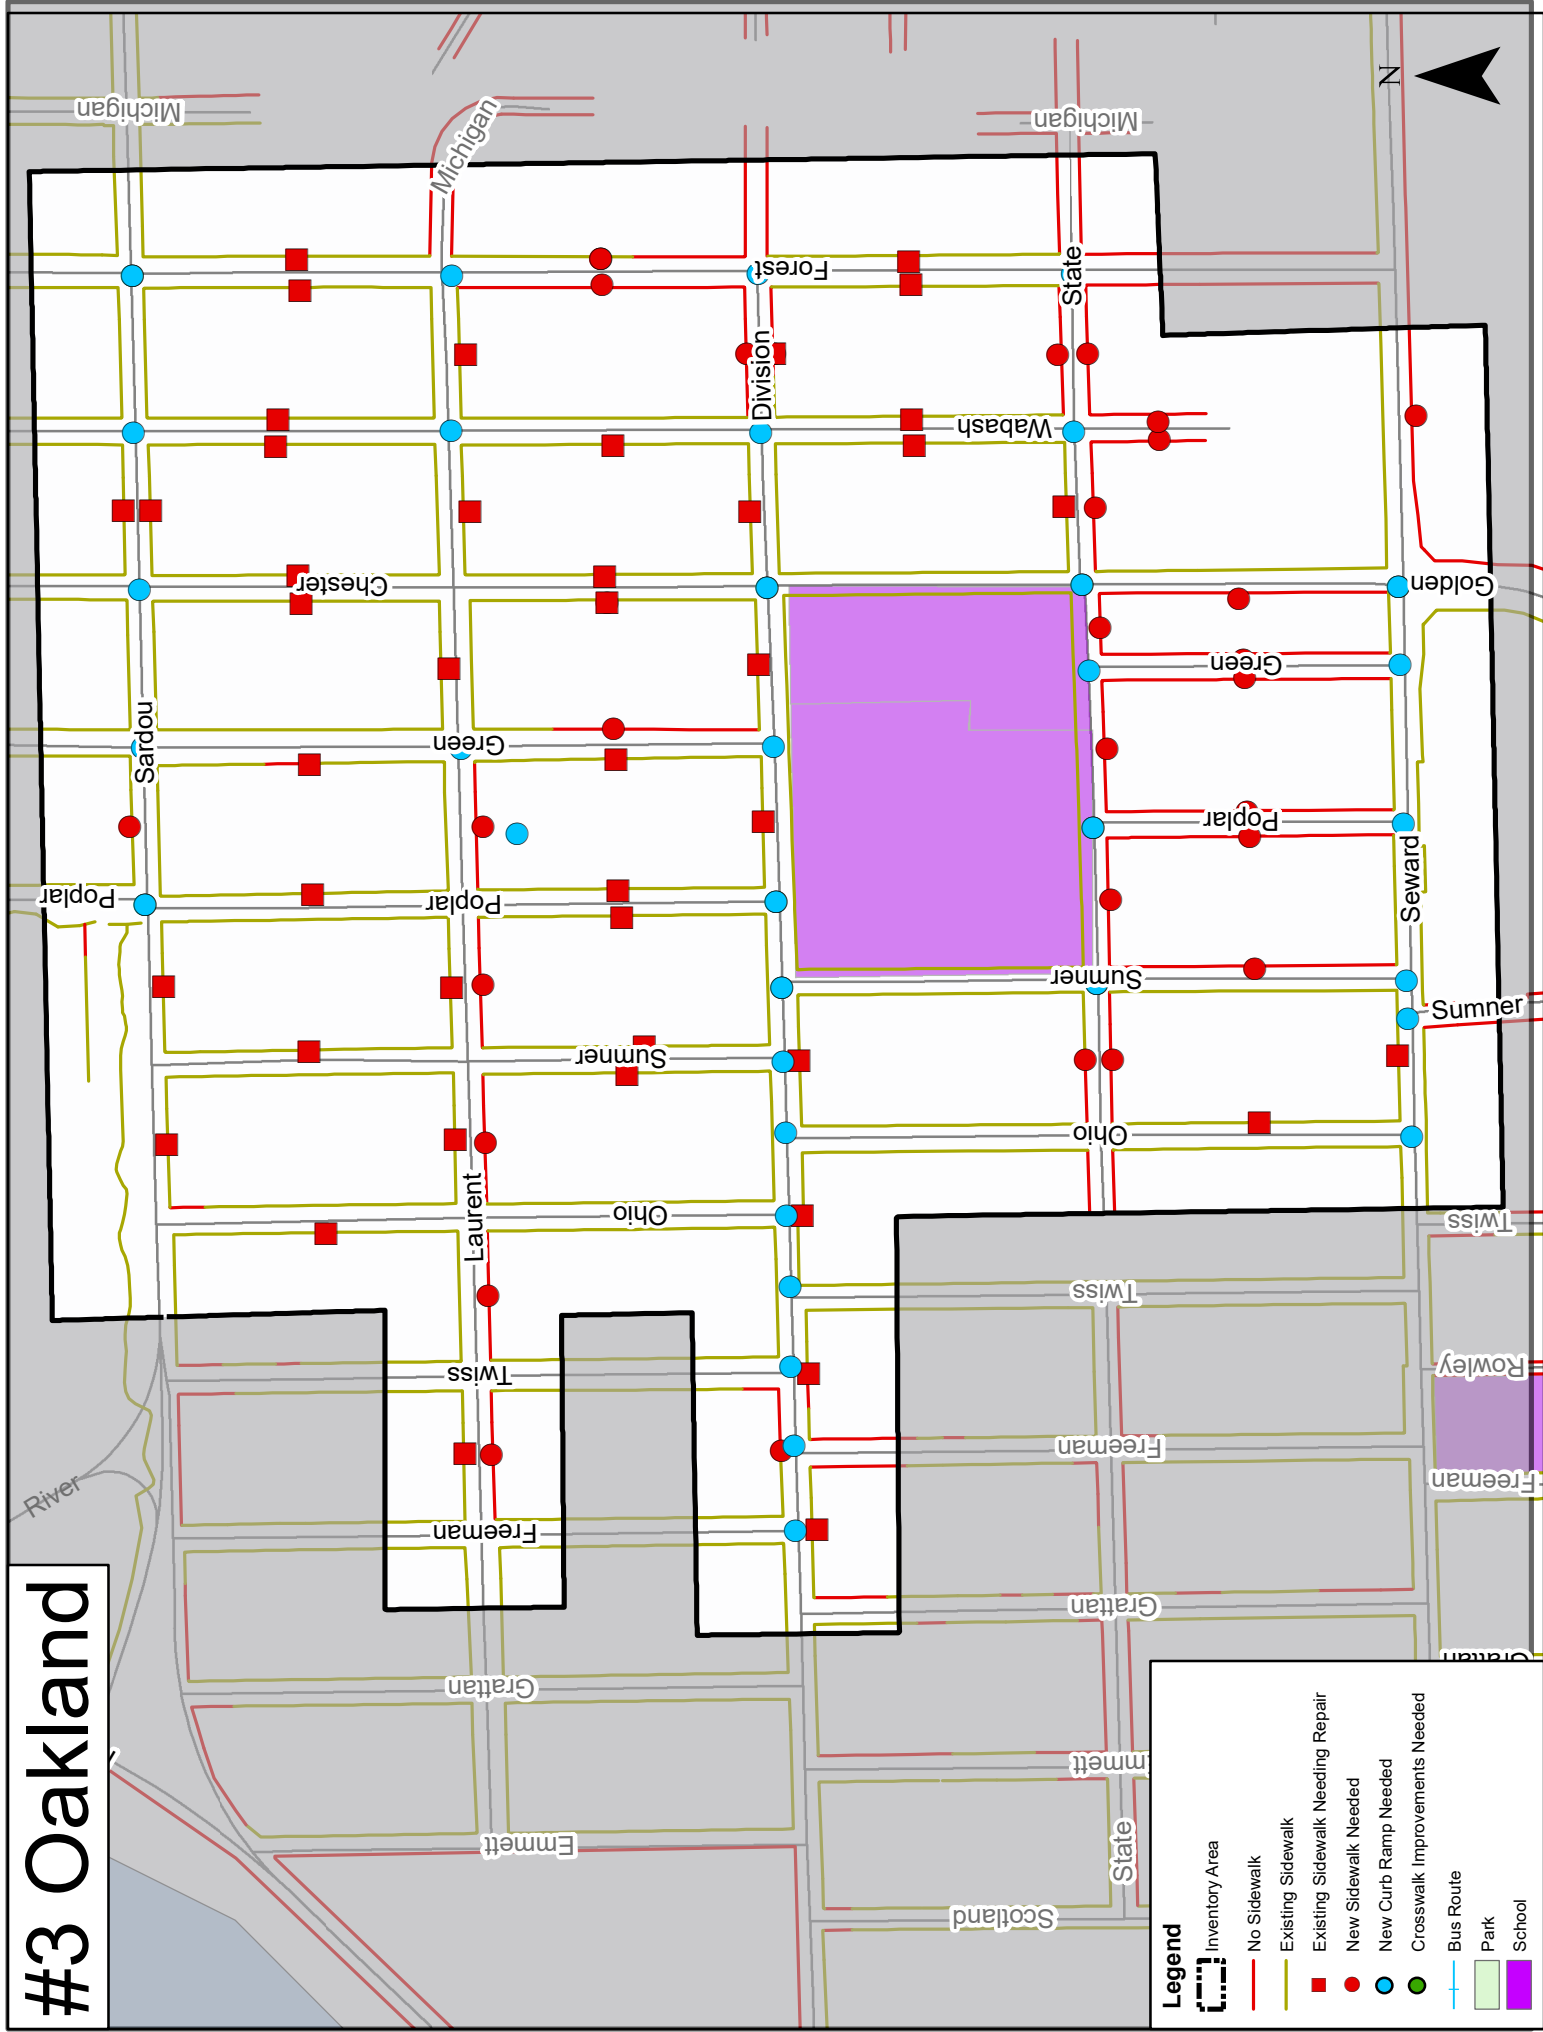 #3 Oakland
N
Michigan
Michigan
Michigan
Forest
State
Division
Wabash
Chester
Golden
Green
Sardou
Green
Poplar
Poplar
Poplar
Seward
Sumner
Sumner
Sumner
Ohio
Ohio
Laurent
Twiss
Twiss
Twiss
Rowley
Freeman
Freeman
Freeman
River
Grattan
Grattan
Grattan
Emmett
Emmett
State
Scotland
Legend
Inventory Area
No Sidewalk
Existing Sidewalk
Existing Sidewalk Needing Repair
New Sidewalk Needed
New Curb Ramp Needed
Crosswalk Improvements Needed
Bus Route
Park
School